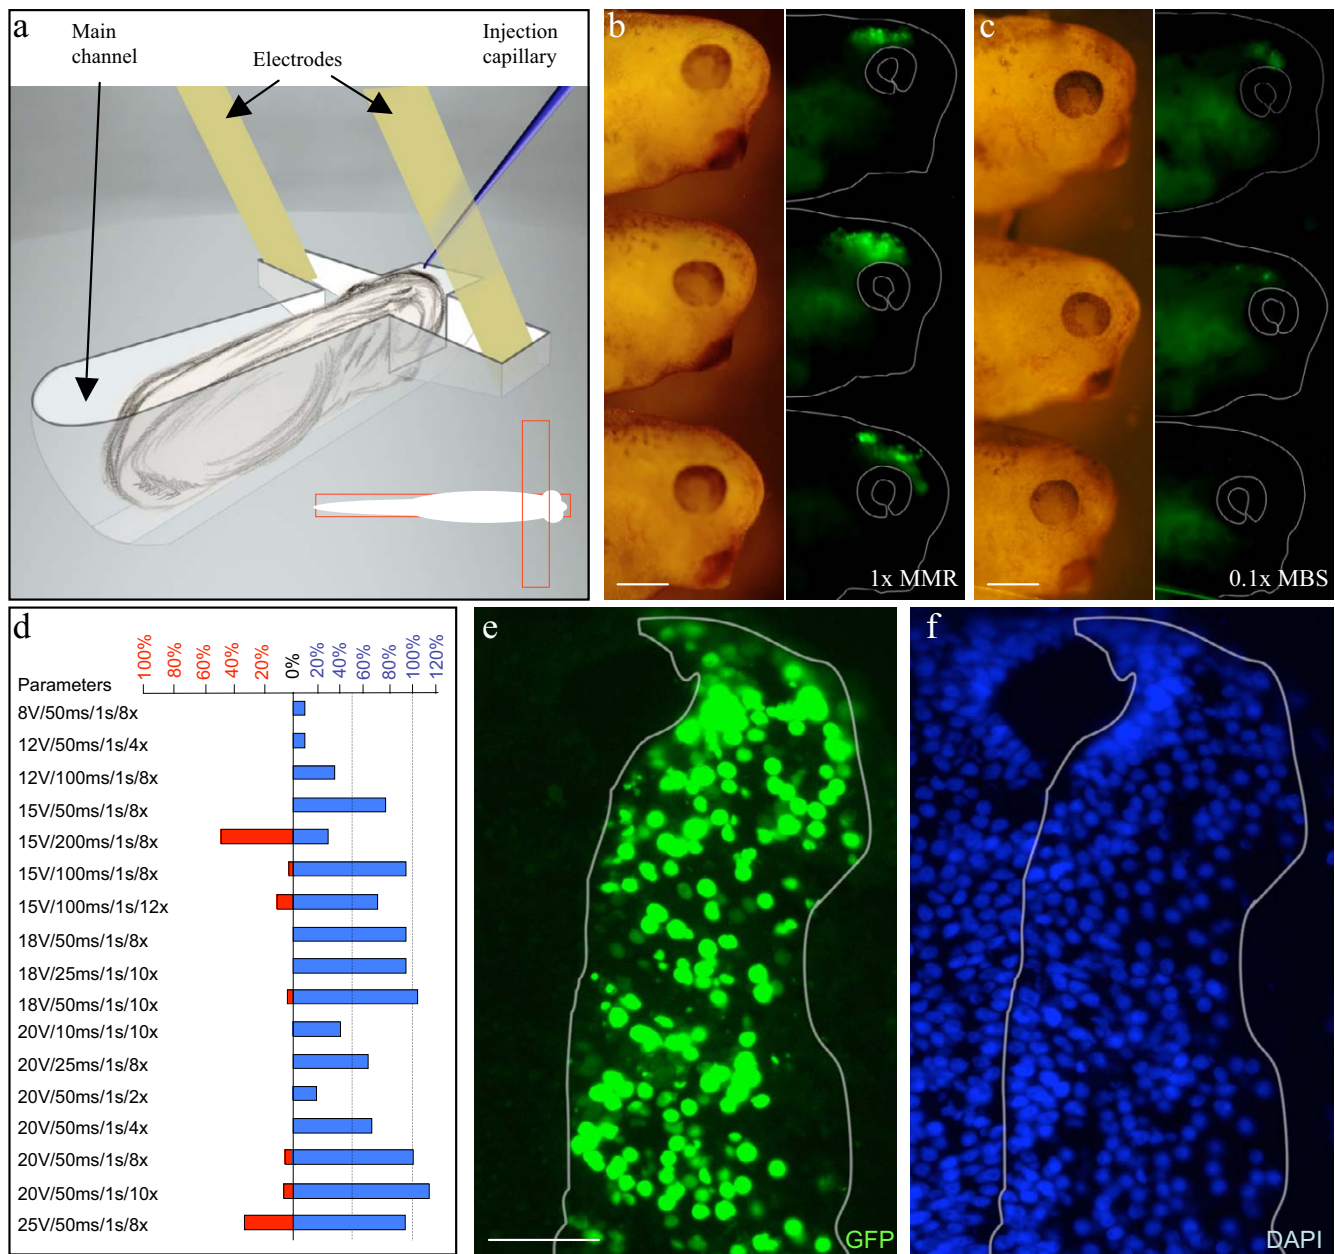 a
Main
channel
Electrodes
Injection
capillary
b
1x MMR
c
0.1x MBS
d
100%
80%
60%
40%
20%
0%
20%
40%
60%
80%
100%
120%
Parameters
8V/50ms/1s/8x
12V/50ms/1s/4x
12V/100ms/1s/8x
15V/50ms/1s/8x
15V/200ms/1s/8x
15V/100ms/1s/8x
15V/100ms/1s/12x
18V/50ms/1s/8x
18V/25ms/1s/10x
18V/50ms/1s/10x
20V/10ms/1s/10x
20V/25ms/1s/8x
20V/50ms/1s/2x
20V/50ms/1s/4x
20V/50ms/1s/8x
20V/50ms/1s/10x
25V/50ms/1s/8x
e
GFP
f
DAPI